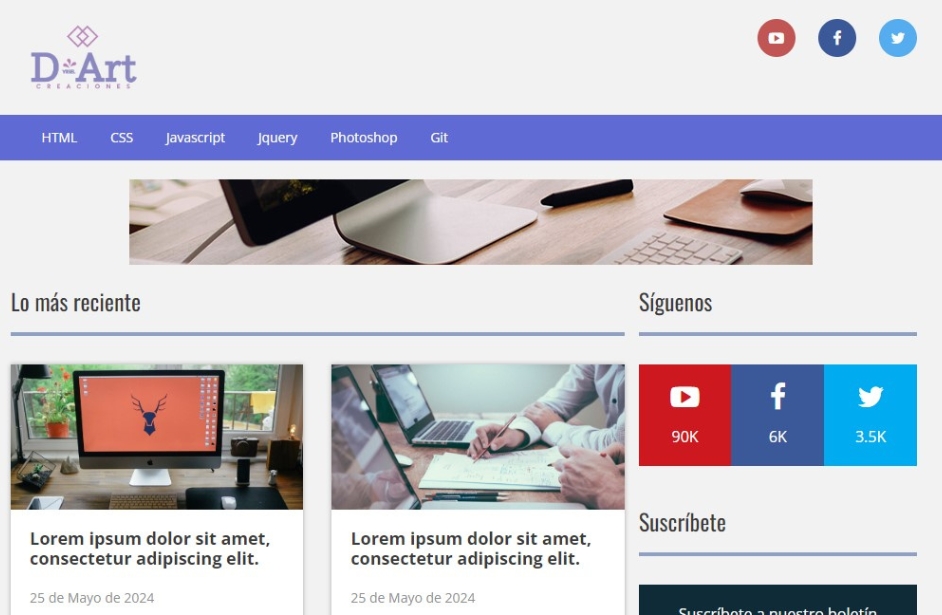 D Art
CREACIONES
HTML CSS Javascript Jquery Photoshop Git
Lo más reciente
Síguenos
90K 6K 3.5K
Lorem ipsum dolor sit amet,
consectetur adipiscing elit.
25 de Mayo de 2024
Lorem ipsum dolor sit amet,
consectetur adipiscing elit.
25 de Mayo de 2024
Suscríbete
Suscríbete a nuestro boletín